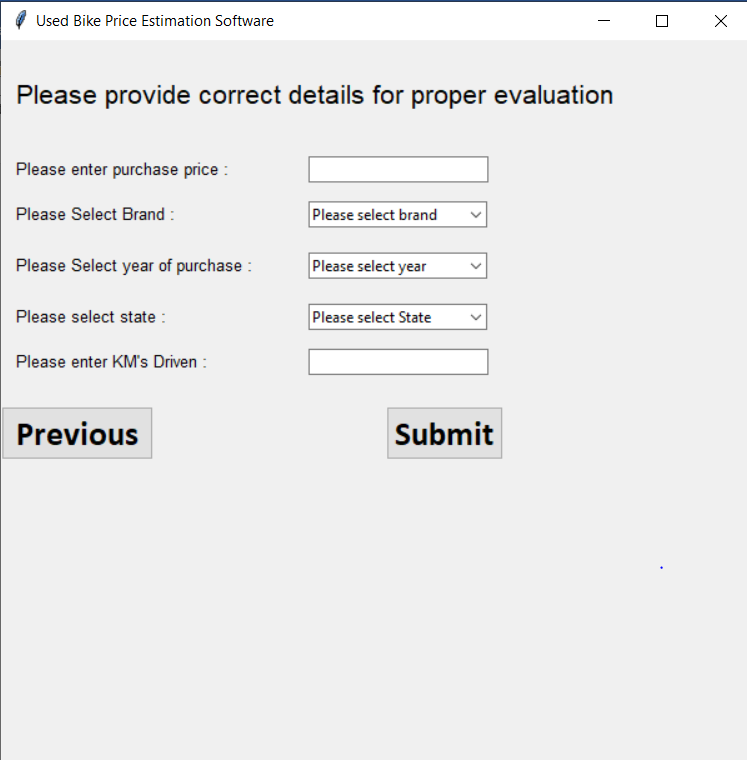 Used Bike Price Estimation Software
Please provide correct details for proper evaluation
Please enter purchase price :
Please Select Brand : Please select brand
Please Select year of purchase : Please select year
Please select state : Please select State
Please enter KM's Driven :
Previous Submit